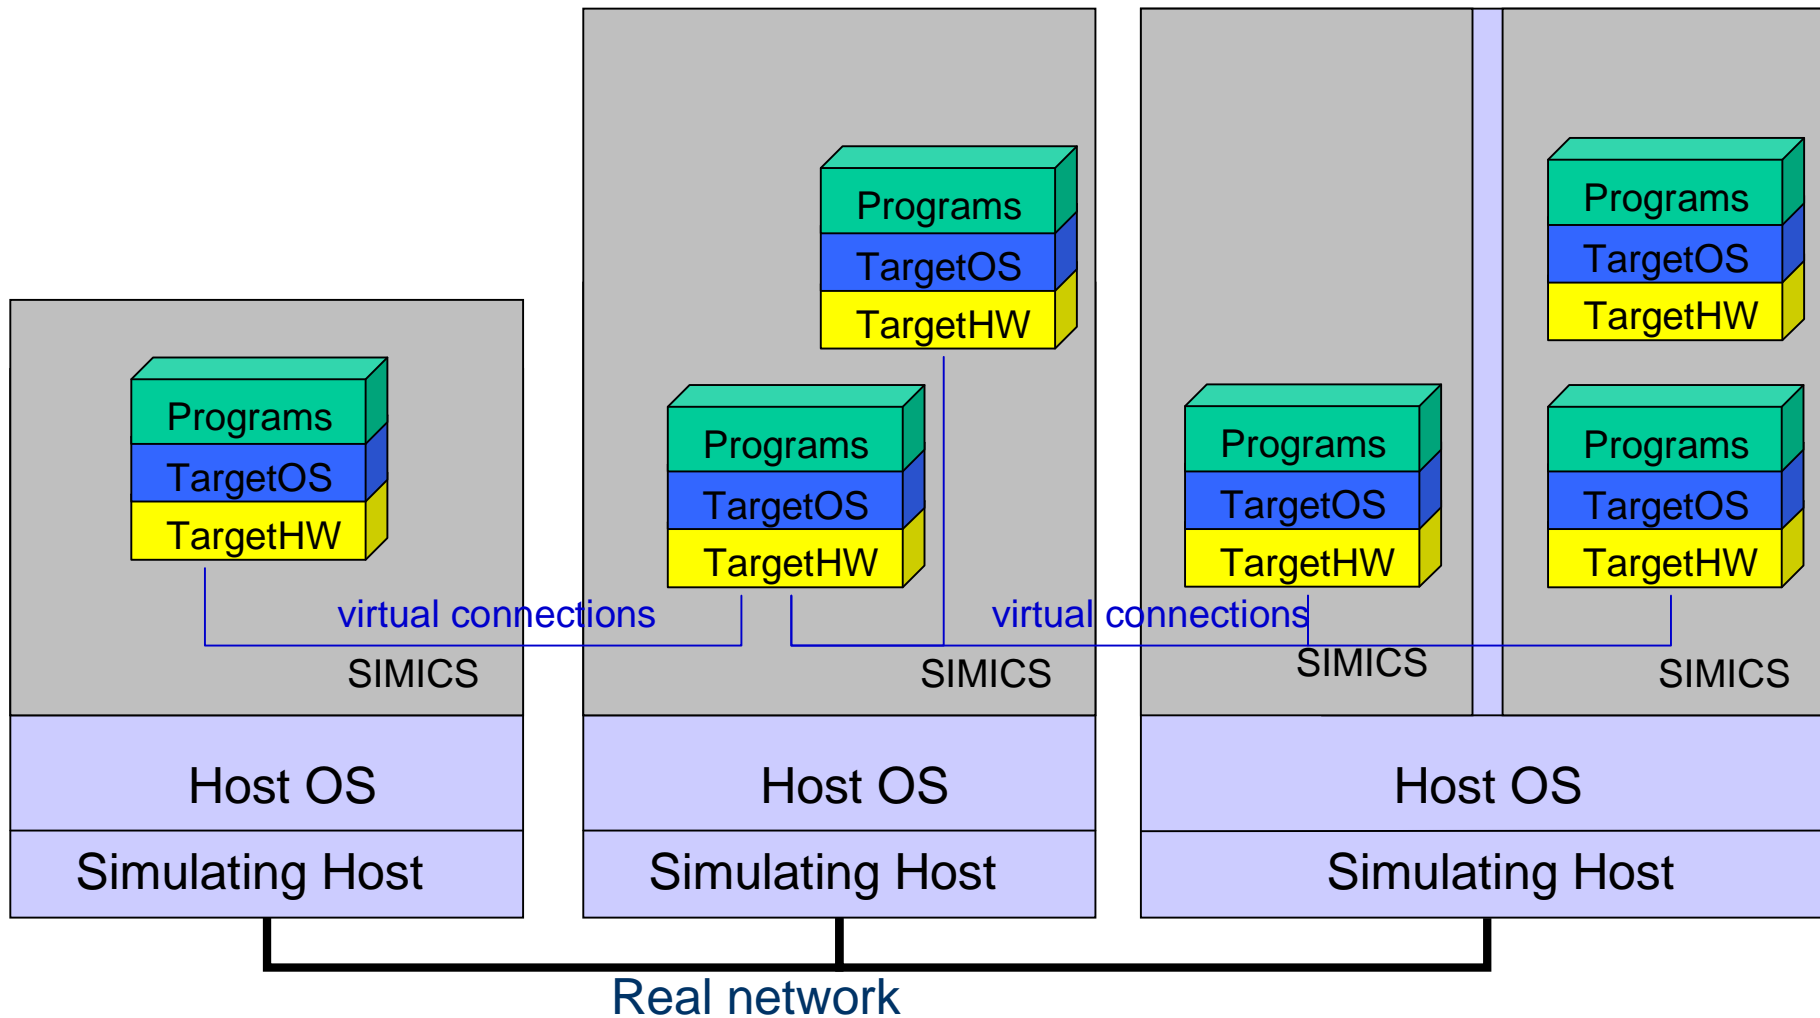 Programs
TargetOS
TargetHW
SIMICS
Host OS
Simulating Host
virtual connections
Programs
TargetOS
TargetHW
Programs
TargetOS
TargetHW
SIMICS
Host OS
Simulating Host
virtual connections
Programs
TargetOS
TargetHW
SIMICS
Programs
TargetOS
TargetHW
Programs
TargetOS
TargetHW
SIMICS
Host OS
Simulating Host
Real network